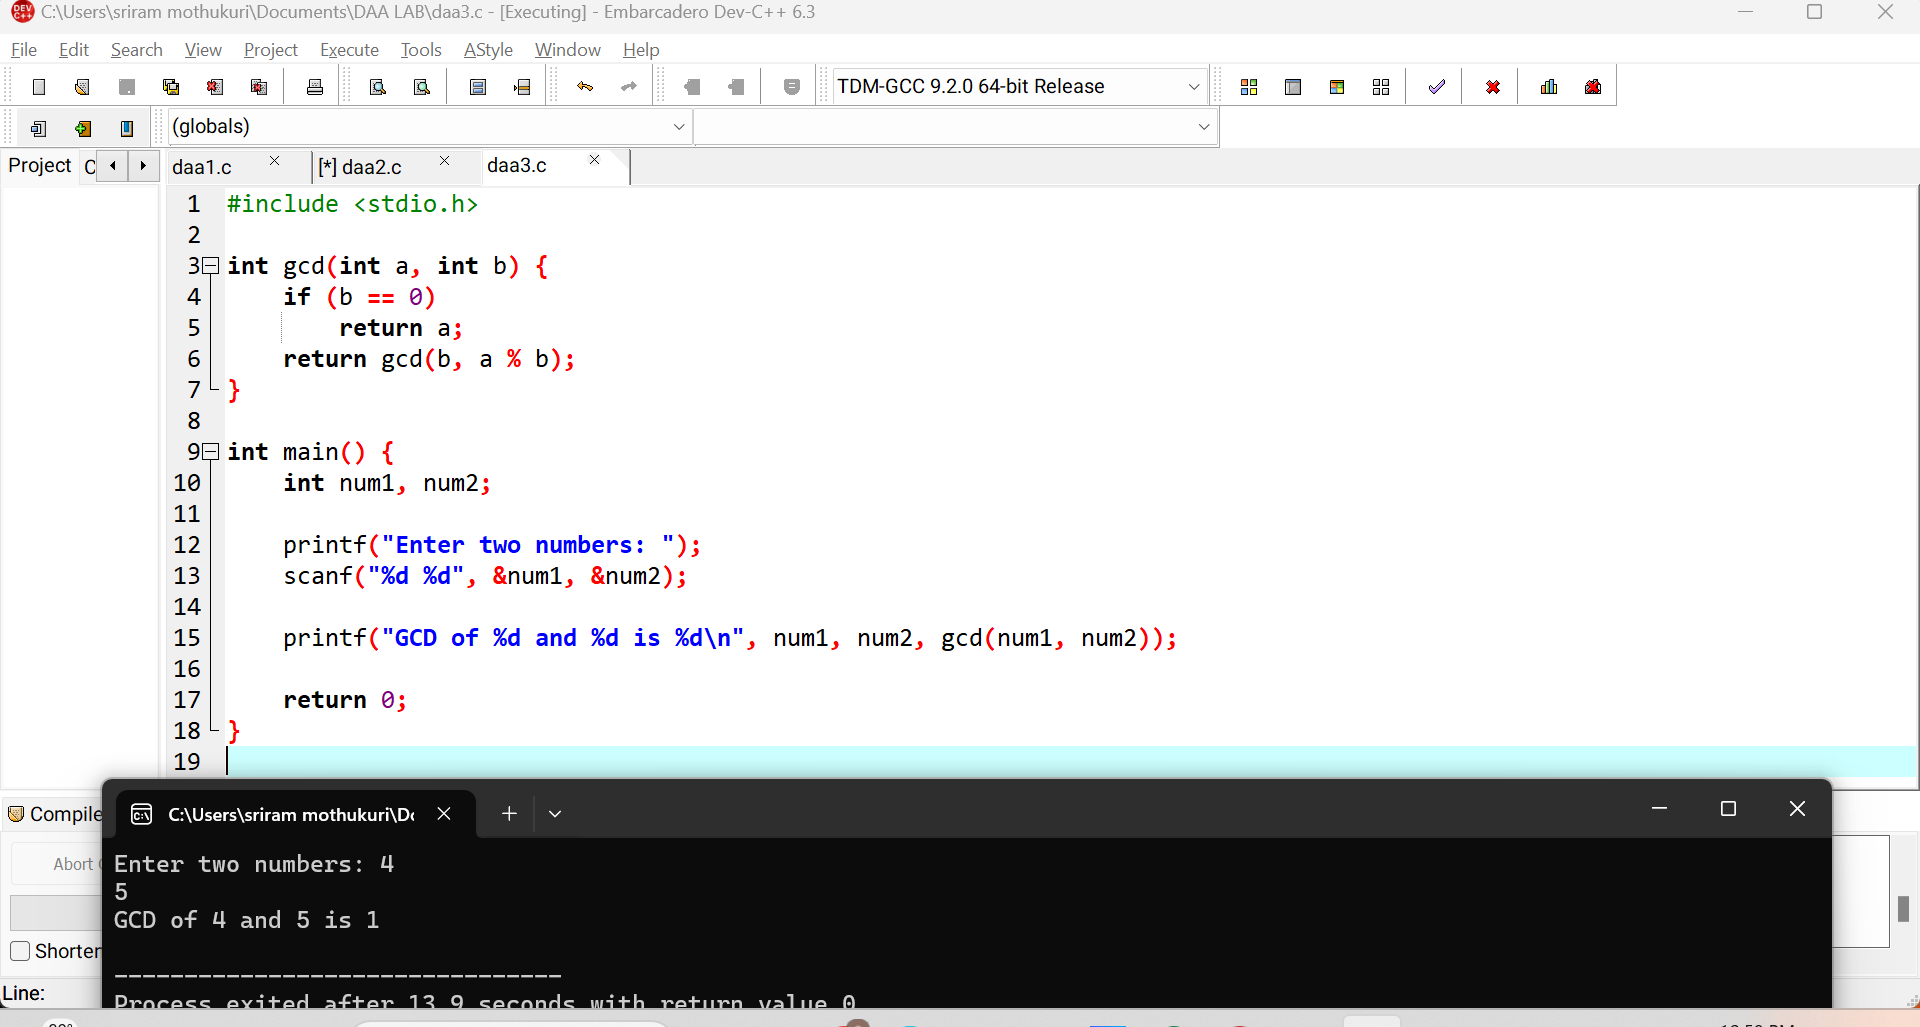 C:\Users\sriram mothukuri\Documents\DAA LAB\daa3.c - [Executing] - Embarcadero Dev-C++ 6.3
File Edit Search View Project Execute Tools AStyle Window Help
TDM-GCC 9.2.0 64-bit Release
(globals)
Project C daa1.c [*] daa2.c daa3.c
1 #include <stdio.h>
2
3 int gcd(int a, int b) {
4     if (b == 0)
5         return a;
6     return gcd(b, a % b);
7 }
8
9 int main() {
10     int num1, num2;
11
12     printf("Enter two numbers: ");
13     scanf("%d %d", &num1, &num2);
14
15     printf("GCD of %d and %d is %d\n", num1, num2, gcd(num1, num2));
16
17     return 0;
18 }
19
Compile
C:\Users\sriram mothukuri\Do
Abort
Enter two numbers: 4
5
GCD of 4 and 5 is 1
Shorten
--------------------------------
Line:
Process exited after 13.9 seconds with return value 0